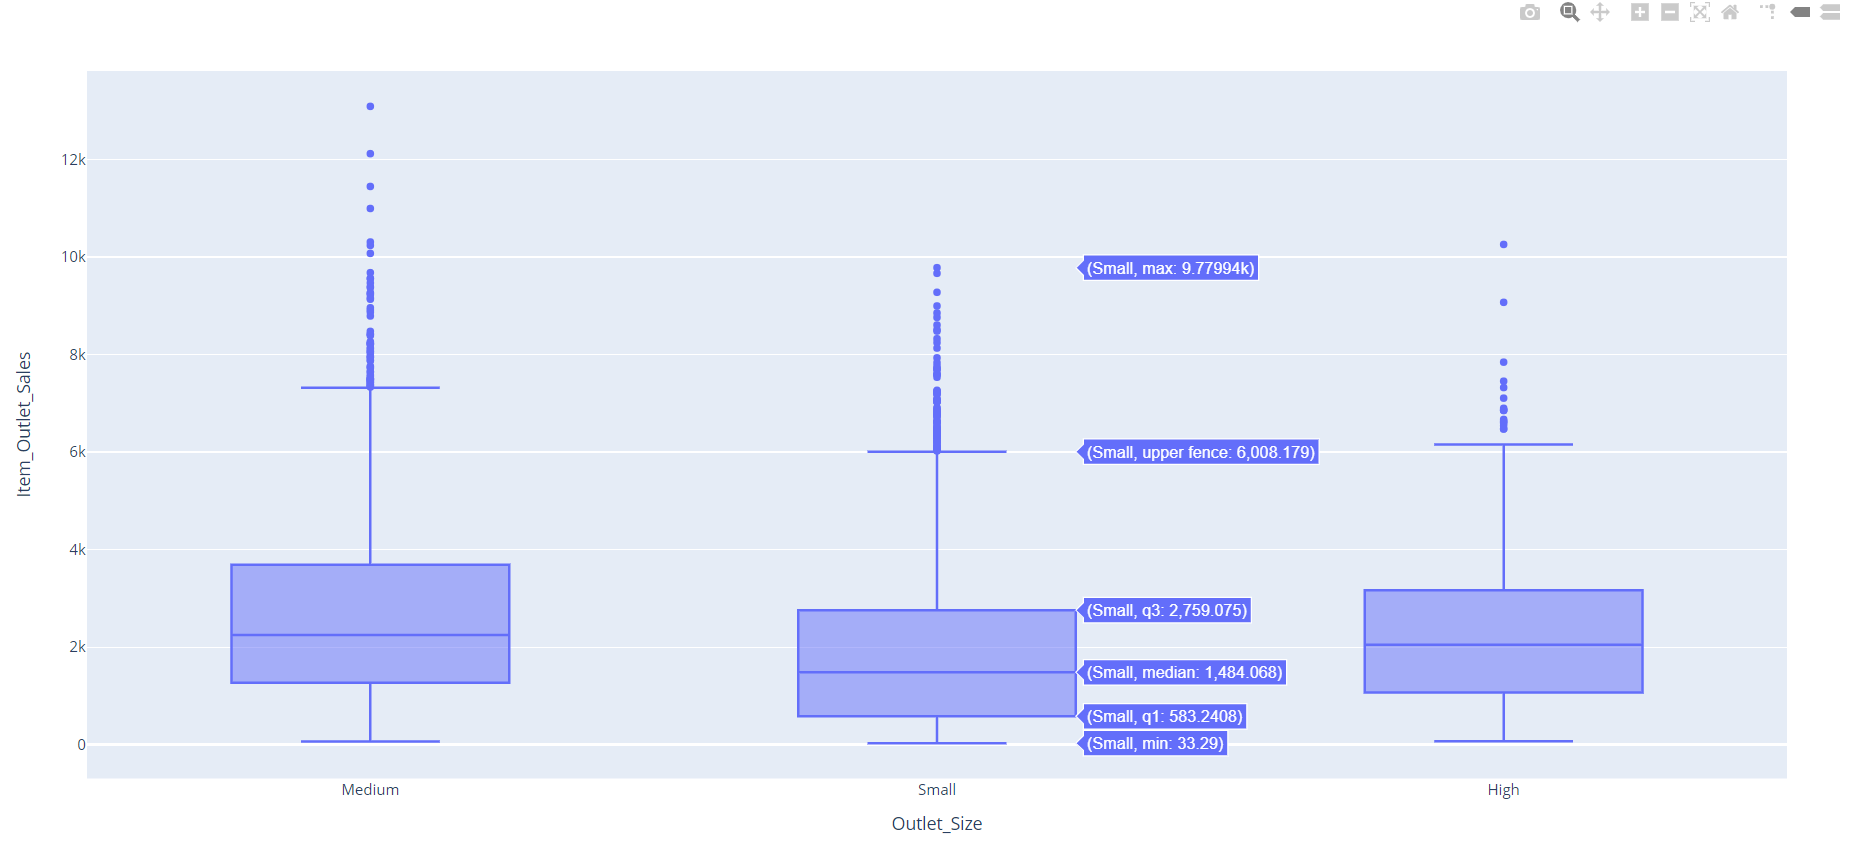 12k
10k
8k
6k
4k
2k
0
Item_Outlet_Sales
(Small, max: 9.77994k)
(Small, upper fence: 6,008.179)
(Small, q3: 2,759.075)
(Small, median: 1,484.068)
(Small, q1: 583.2408)
(Small, min: 33.29)
Medium
Small
High
Outlet_Size